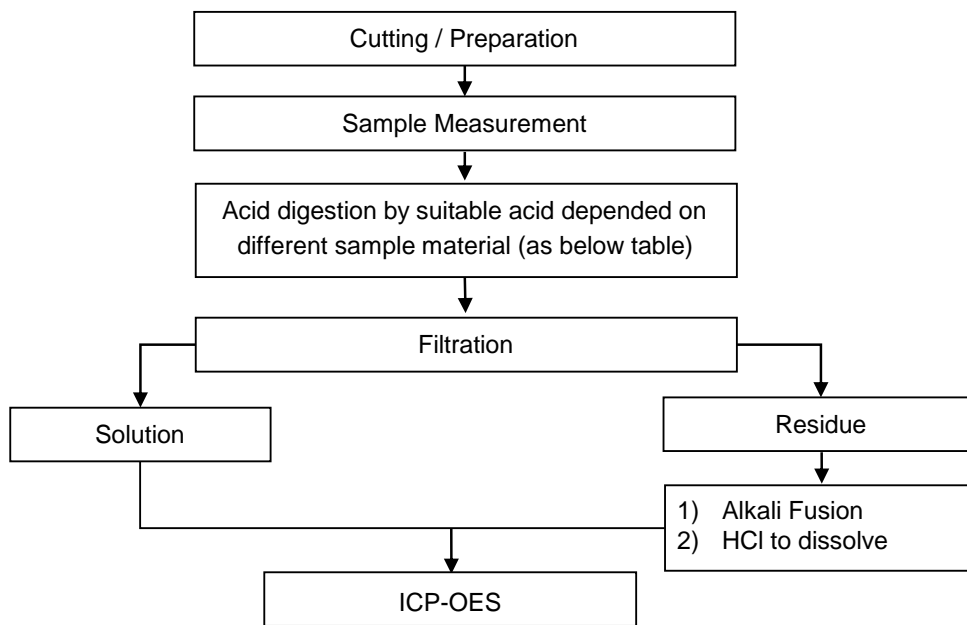 Cutting / Preparation
Sample Measurement
Acid digestion by suitable acid depended on
different sample material (as below table)
Filtration
Solution
Residue
1) Alkali Fusion
2) HCl to dissolve
ICP-OES